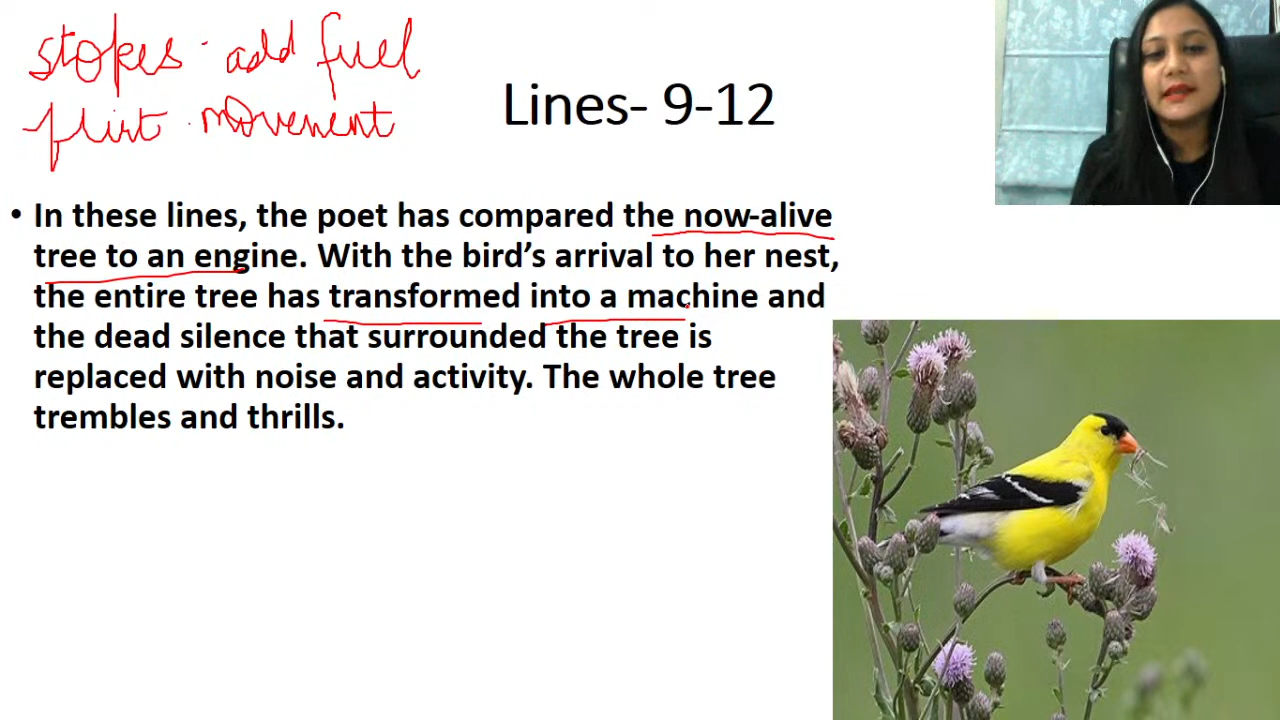 stokes - add fuel
flirt - movement
Lines- 9-12
• In these lines, the poet has compared the now-alive
tree to an engine. With the bird’s arrival to her nest,
the entire tree has transformed into a machine and
the dead silence that surrounded the tree is
replaced with noise and activity. The whole tree
trembles and thrills.